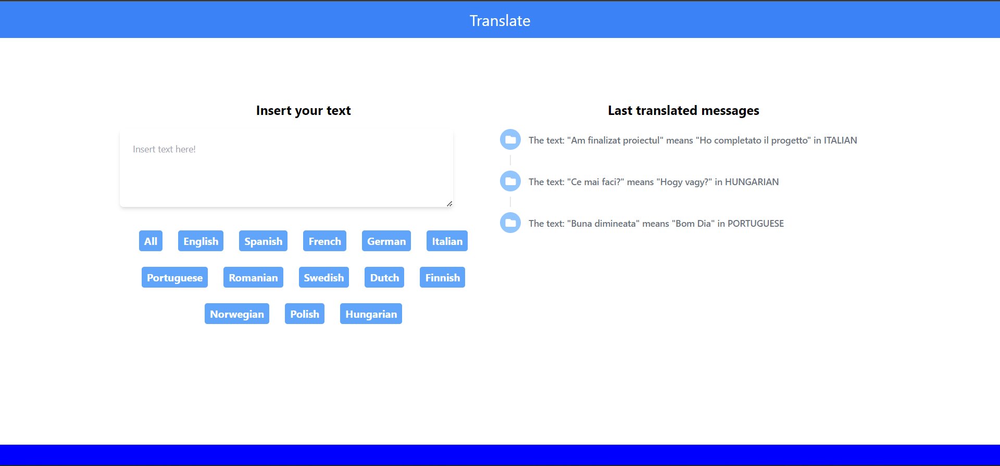 Translate
Insert your text
Insert text here!
All English Spanish French German Italian
Portuguese Romanian Swedish Dutch Finnish
Norwegian Polish Hungarian
Last translated messages
The text: "Am finalizat proiectul" means "Ho completato il progetto" in ITALIAN
The text: "Ce mai faci?" means "Hogy vagy?" in HUNGARIAN
The text: "Buna dimineata" means "Bom Dia" in PORTUGUESE